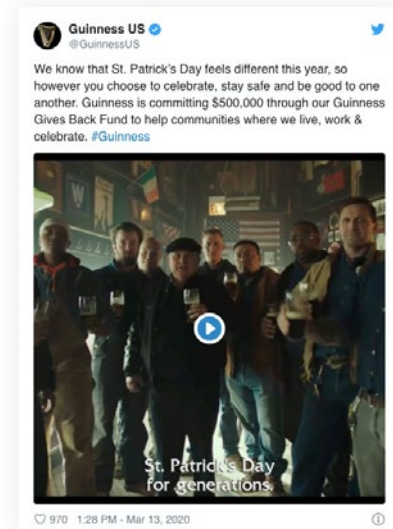 Guinness US
@GuinnessUS
We know that St. Patrick's Day feels different this year, so
however you choose to celebrate, stay safe and be good to one
another. Guinness is committing $500,000 through our Guinness
Gives Back Fund to help communities where we live, work &
celebrate. #Guinness
St. Patrick's Day
for generations.
970 1:28 PM - Mar 13, 2020